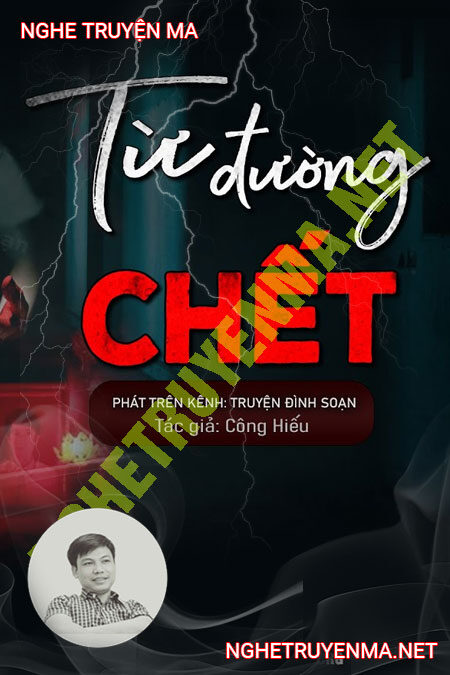 NGHE TRUYỆN MA
Từ đường
CHẾT
PHÁT TRÊN KÊNH: TRUYỆN ĐÌNH SOẠN
Tác giả: Công Hiếu
NGHETRUYENMA.NET
NGHETRUYENMA.NET